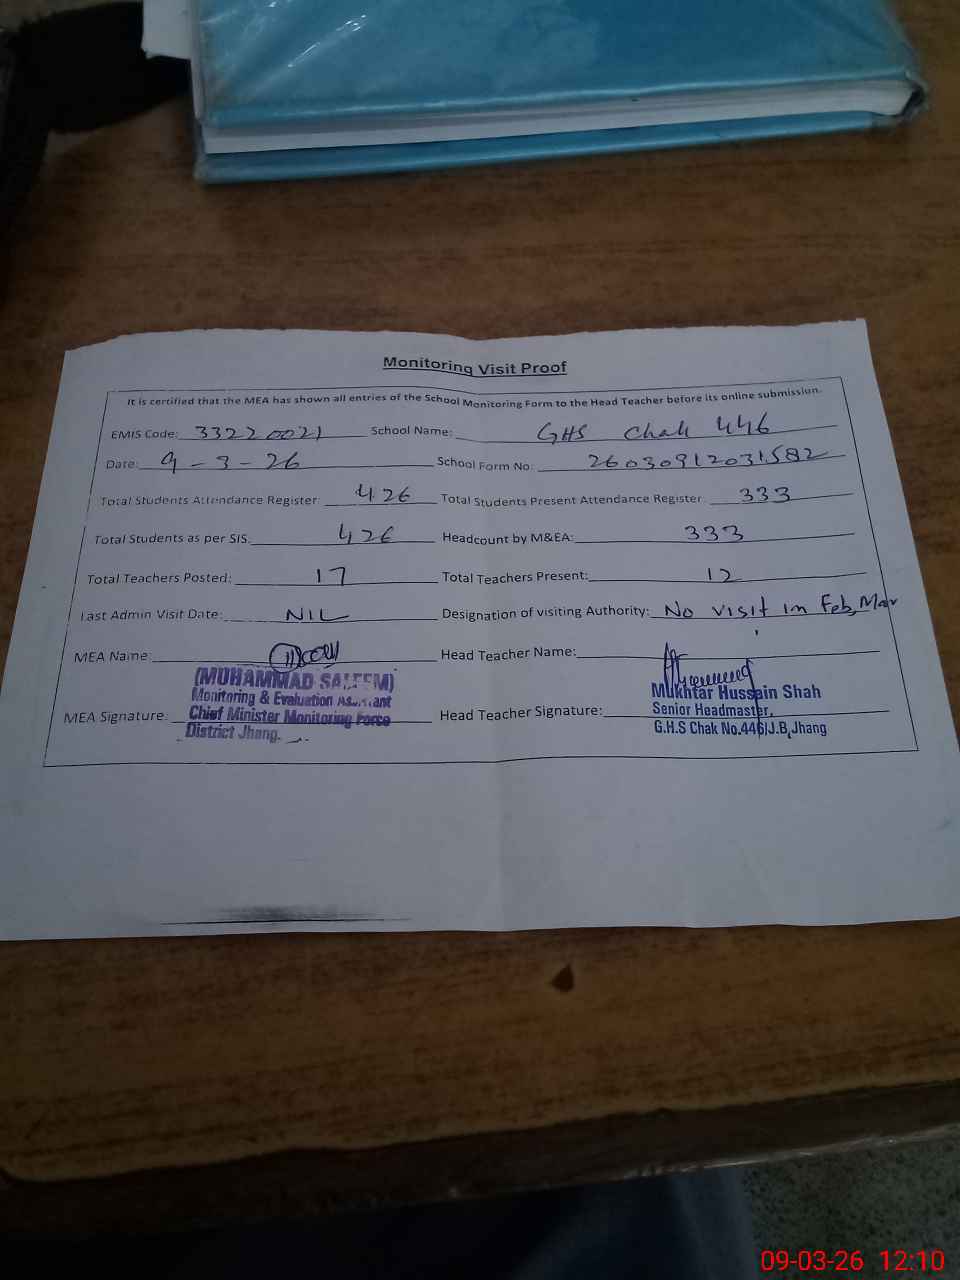 Monitoring Visit Proof
It is certified that the MEA has shown all entries of the School Monitoring Form to the Head Teacher before its online submission.
EMIS Code: 33220021 School Name: GHS Chak 446
Date: 9-3-26 School Form No: 26030912031582
Total Students Attendance Register: 426 Total Students Present Attendance Register: 333
Total Students as per SIS: 426 Headcount by M&EA: 333
Total Teachers Posted: 17 Total Teachers Present: 12
Last Admin Visit Date: NIL Designation of visiting Authority: No visit in Feb, Mar
MEA Name: Head Teacher Name:
(MUHAMMAD SALEEM)
Monitoring & Evaluation Assistant
MEA Signature: Chief Minister Monitoring Force
District Jhang.
Mukhtar Hussain Shah
Head Teacher Signature: Senior Headmaster,
G.H.S Chak No.446/J.B, Jhang
09-03-26 12:10